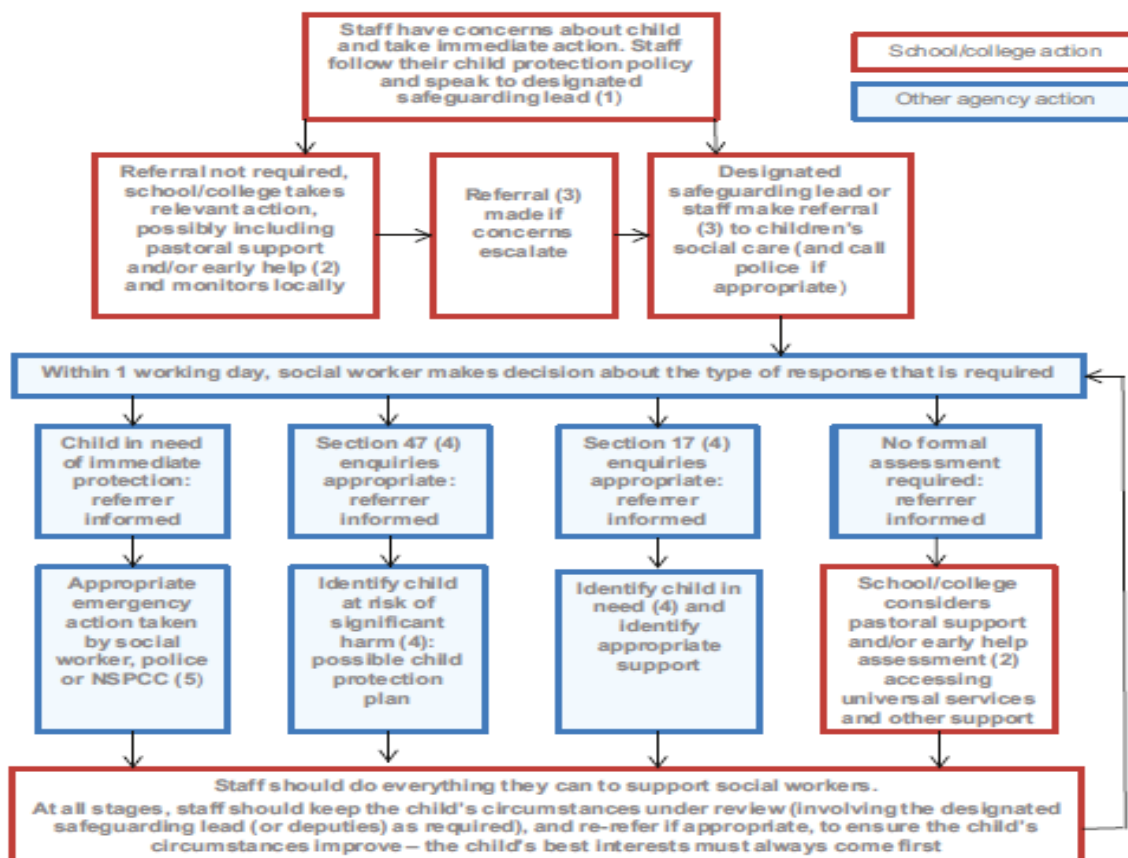 Staff have concerns about child
and take immediate action. Staff
follow their child protection policy
and speak to designated
safeguarding lead (1)
School/college action
Other agency action
Referral not required,
school/college takes
relevant action,
possibly including
pastoral support
and/or early help (2)
and monitors locally
Referral (3)
made if
concerns
escalate
Designated
safeguarding lead or
staff make referral
(3) to children's
social care (and call
police if
appropriate)
Within 1 working day, social worker makes decision about the type of response that is required
Child in need
of immediate
protection:
referrer
informed
Section 47 (4)
enquiries
appropriate:
referrer
informed
Section 17 (4)
enquiries
appropriate:
referrer
informed
No formal
assessment
required:
referrer
informed
Appropriate
emergency
action taken
by social
worker, police
or NSPCC (5)
Identify child
at risk of
significant
harm (4):
possible child
protection
plan
Identify child in
need (4) and
identify
appropriate
support
School/college
considers
pastoral support
and/or early help
assessment (2)
accessing
universal services
and other support
Staff should do everything they can to support social workers.
At all stages, staff should keep the child's circumstances under review (involving the designated
safeguarding lead (or deputies) as required), and re-refer if appropriate, to ensure the child's
circumstances improve – the child's best interests must always come first